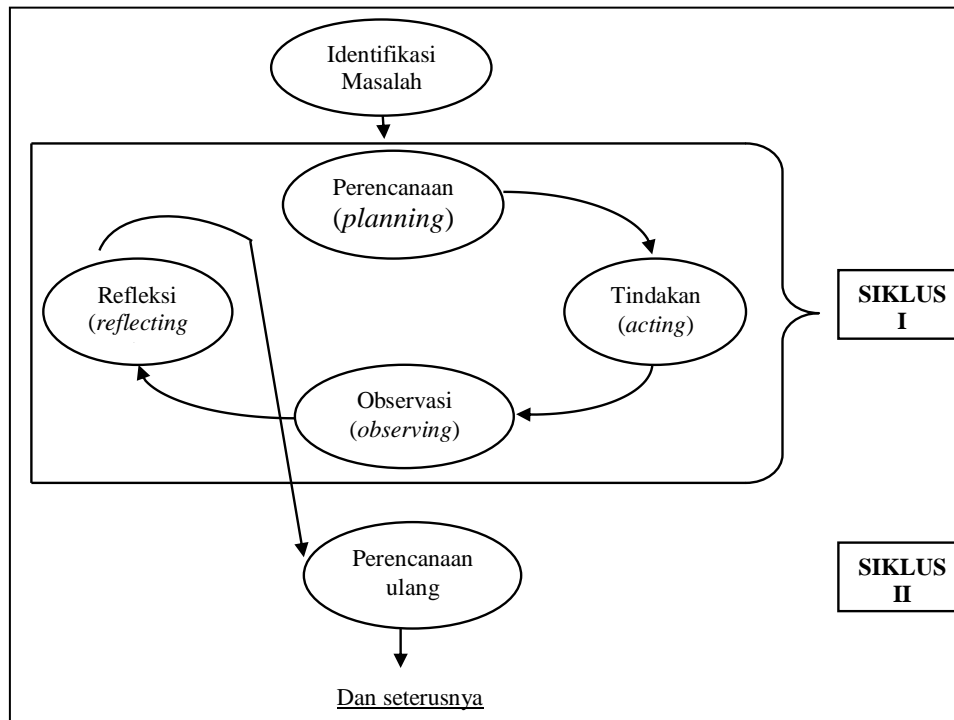 Identifikasi
Masalah
Perencanaan
(planning)
Refleksi
(reflecting
Tindakan
(acting)
SIKLUS
I
Observasi
(observing)
Perencanaan
ulang
SIKLUS
II
Dan seterusnya